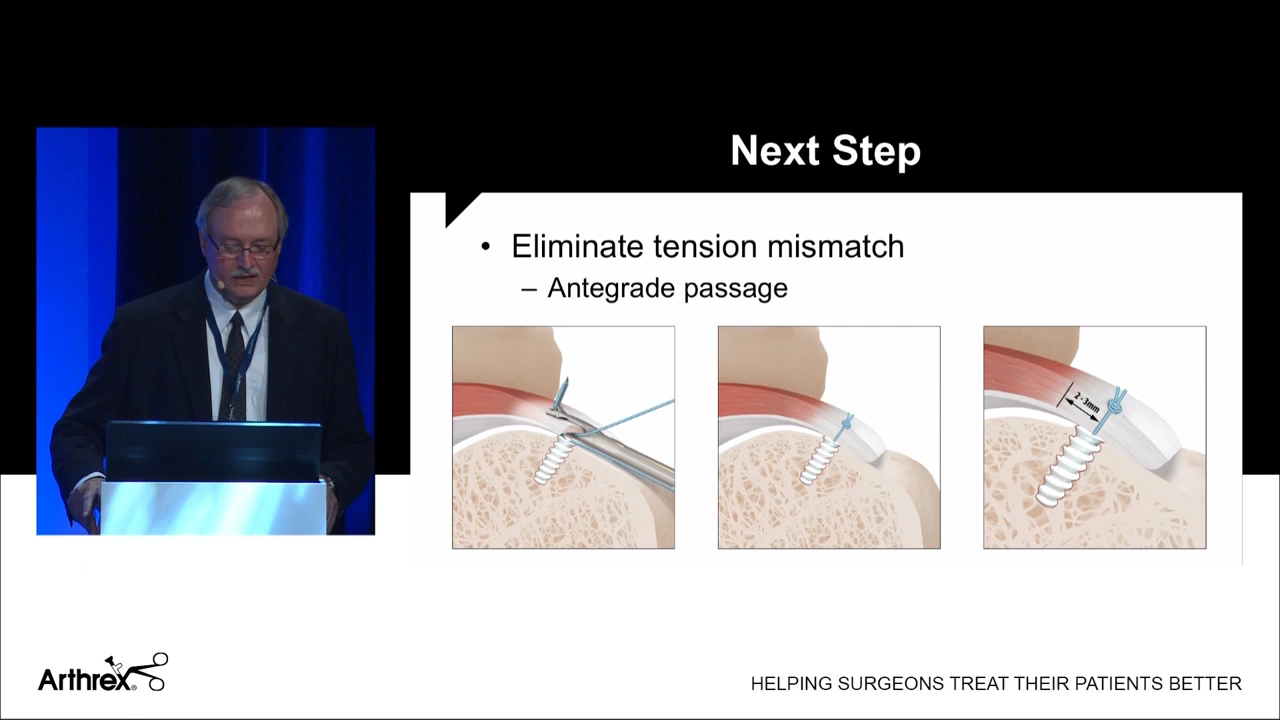 Next Step
• Eliminate tension mismatch
– Antegrade passage
2-3mm
Arthrex®
HELPING SURGEONS TREAT THEIR PATIENTS BETTER